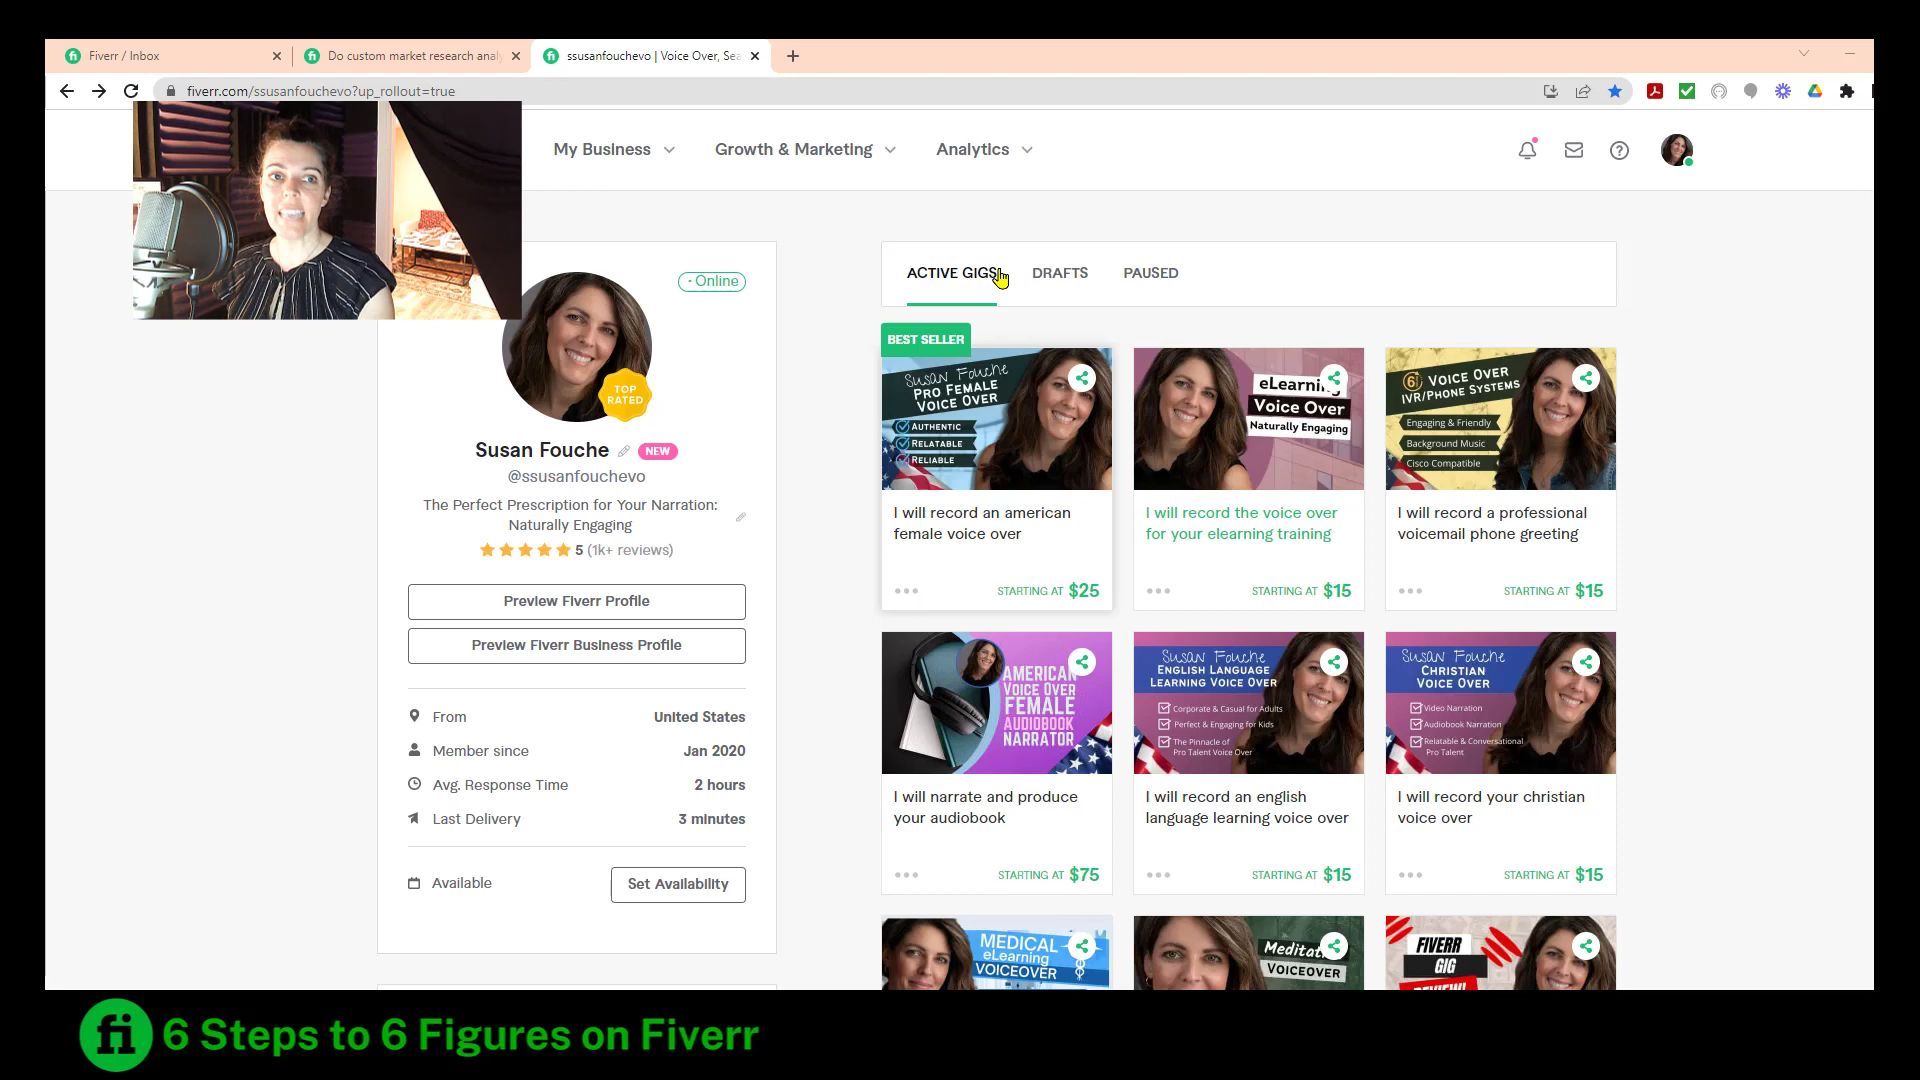 Fiverr / Inbox
Do custom market research anal
ssusanfouchevo | Voice Over, Sea
fiverr.com/ssusanfouchevo?up_rollout=true
My Business
Growth & Marketing
Analytics
Online
TOP
RATED
Susan Fouche NEW
@ssusanfouchevo
The Perfect Prescription for Your Narration:
Naturally Engaging
5 (1k+ reviews)
Preview Fiverr Profile
Preview Fiverr Business Profile
From United States
Member since Jan 2020
Avg. Response Time 2 hours
Last Delivery 3 minutes
Available Set Availability
ACTIVE GIGS DRAFTS PAUSED
BEST SELLER
Susan Fouche
PRO FEMALE
VOICE OVER
AUTHENTIC
RELATABLE
RELIABLE
I will record an american
female voice over
STARTING AT $25
eLearning
Voice Over
Naturally Engaging
I will record the voice over
for your elearning training
STARTING AT $15
VOICE OVER
IVR/PHONE SYSTEMS
Engaging & Friendly
Background Music
Cisco Compatible
I will record a professional
voicemail phone greeting
STARTING AT $15
AMERICAN
VOICE OVER
FEMALE
AUDIOBOOK
NARRATOR
I will narrate and produce
your audiobook
STARTING AT $75
Susan Fouche
ENGLISH LANGUAGE
LEARNING VOICE OVER
Corporate & Casual for Adults
Perfect & Engaging for Kids
The Pinnacle of
Pro Talent Voice Over
I will record an english
language learning voice over
STARTING AT $15
Susan Fouche
CHRISTIAN
VOICE OVER
Video Narration
Audiobook Narration
Relatable & Conversational
Pro Talent
I will record your christian
voice over
STARTING AT $15
MEDICAL
eLearning
VOICEOVER
Meditat
VOICEOVER
FIVERR
GIG
REVIEW!
fi 6 Steps to 6 Figures on Fiverr